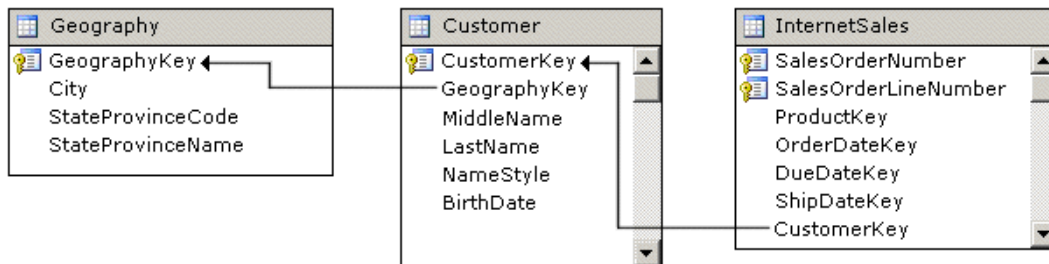 Geography
GeographyKey
City
StateProvinceCode
StateProvinceName
Customer
CustomerKey
GeographyKey
MiddleName
LastName
NameStyle
BirthDate
InternetSales
SalesOrderNumber
SalesOrderLineNumber
ProductKey
OrderDateKey
DueDateKey
ShipDateKey
CustomerKey